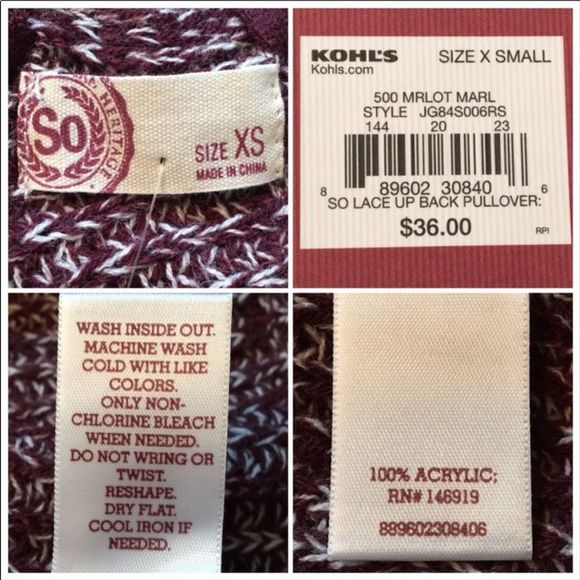 So
HERITAGE
SIZE XS
MADE IN CHINA
KOHL'S SIZE X SMALL
Kohls.com
500 MRLOT MARL
STYLE JG84S006RS
144 20 23
8 89602 30840 6
SO LACE UP BACK PULLOVER:
$36.00
RPI
WASH INSIDE OUT.
MACHINE WASH
COLD WITH LIKE
COLORS.
ONLY NON-
CHLORINE BLEACH
WHEN NEEDED.
DO NOT WRING OR
TWIST.
RESHAPE.
DRY FLAT.
COOL IRON IF
NEEDED.
100% ACRYLIC;
RN# 146919
889602308406